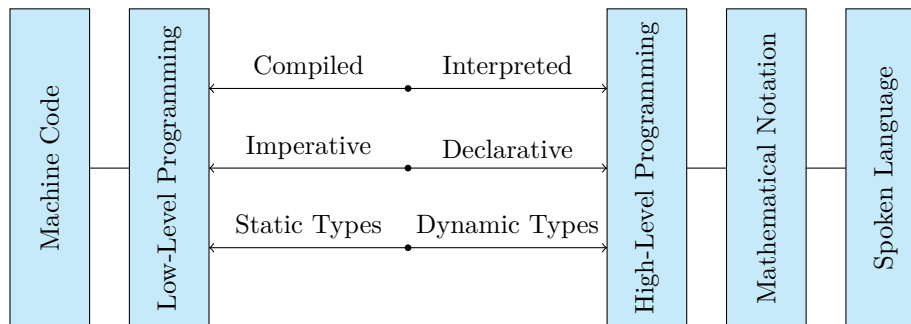 Machine Code
Low-Level Programming
Compiled
Interpreted
Imperative
Declarative
Static Types
Dynamic Types
High-Level Programming
Mathematical Notation
Spoken Language